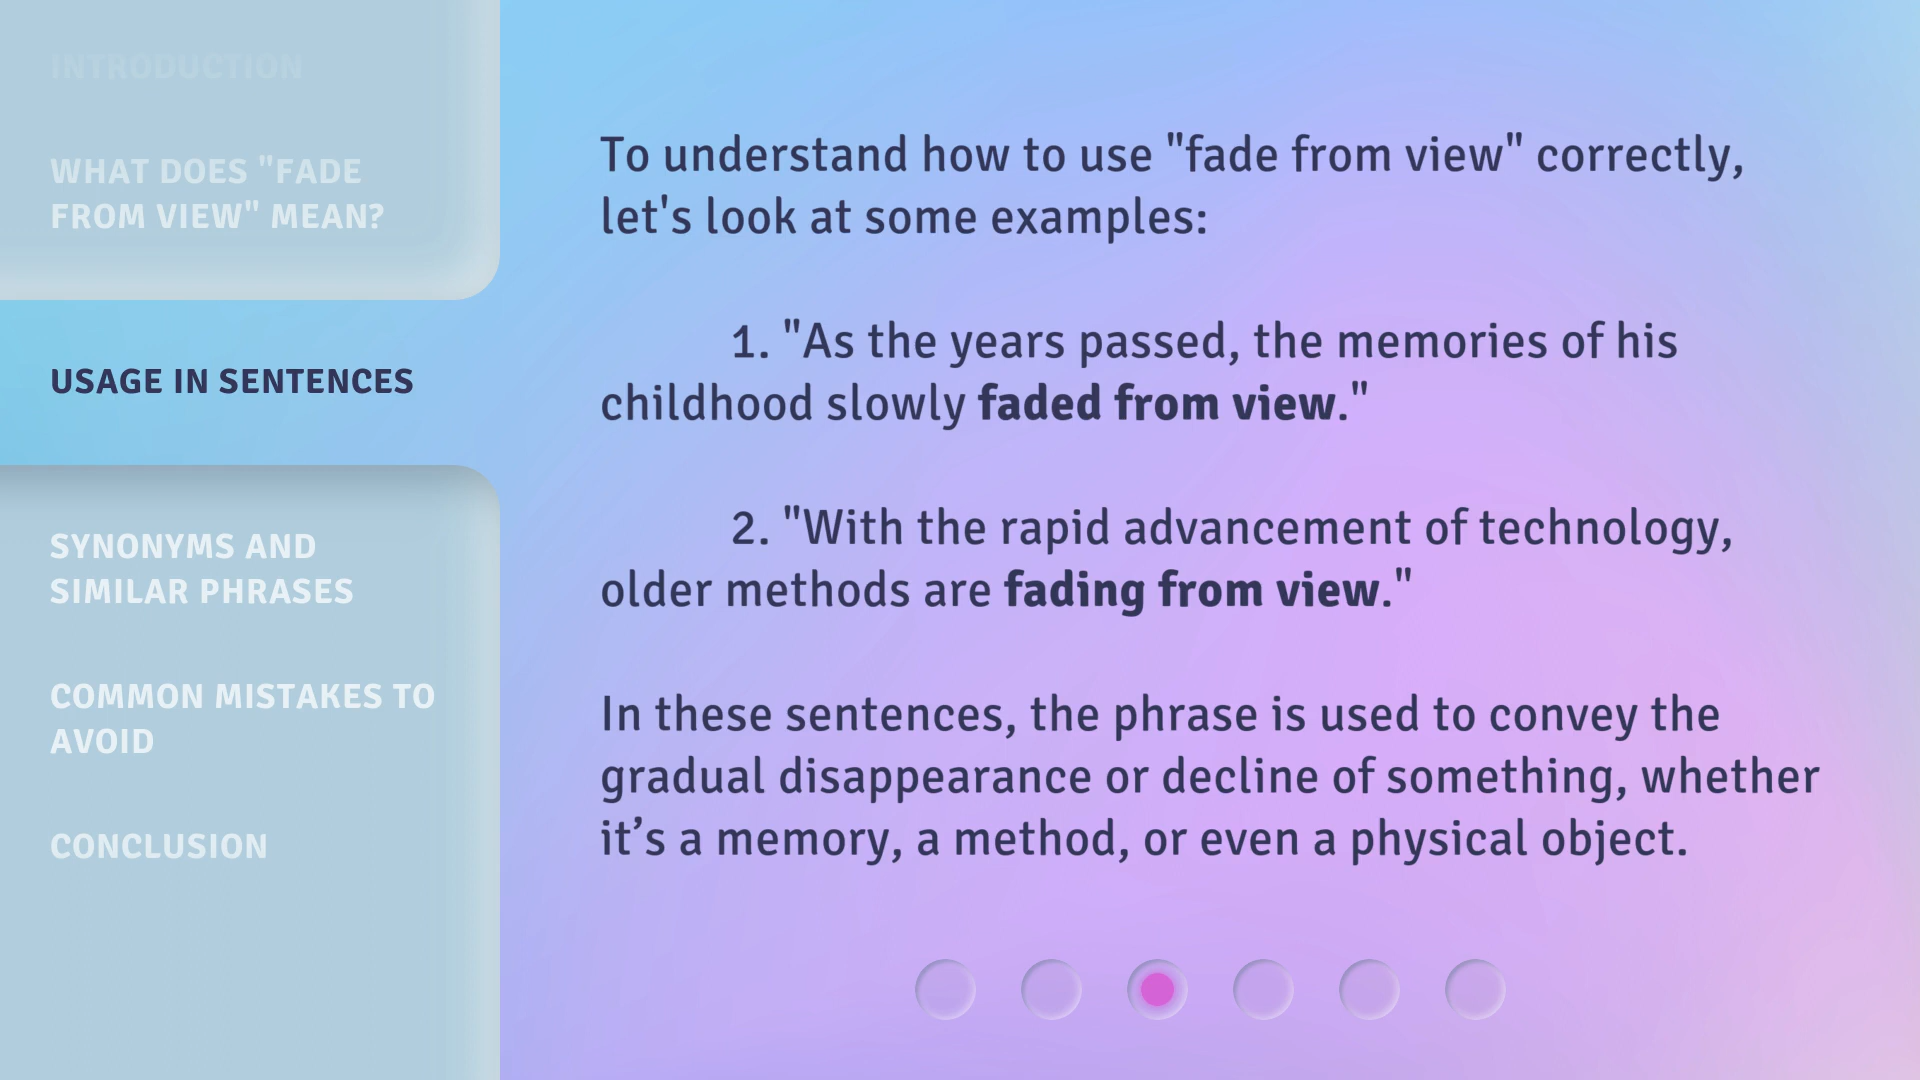 INTRODUCTION
WHAT DOES "FADE
FROM VIEW" MEAN?
USAGE IN SENTENCES
SYNONYMS AND
SIMILAR PHRASES
COMMON MISTAKES TO
AVOID
CONCLUSION
To understand how to use "fade from view" correctly,
let's look at some examples:
1. "As the years passed, the memories of his
childhood slowly faded from view."
2. "With the rapid advancement of technology,
older methods are fading from view."
In these sentences, the phrase is used to convey the
gradual disappearance or decline of something, whether
it’s a memory, a method, or even a physical object.